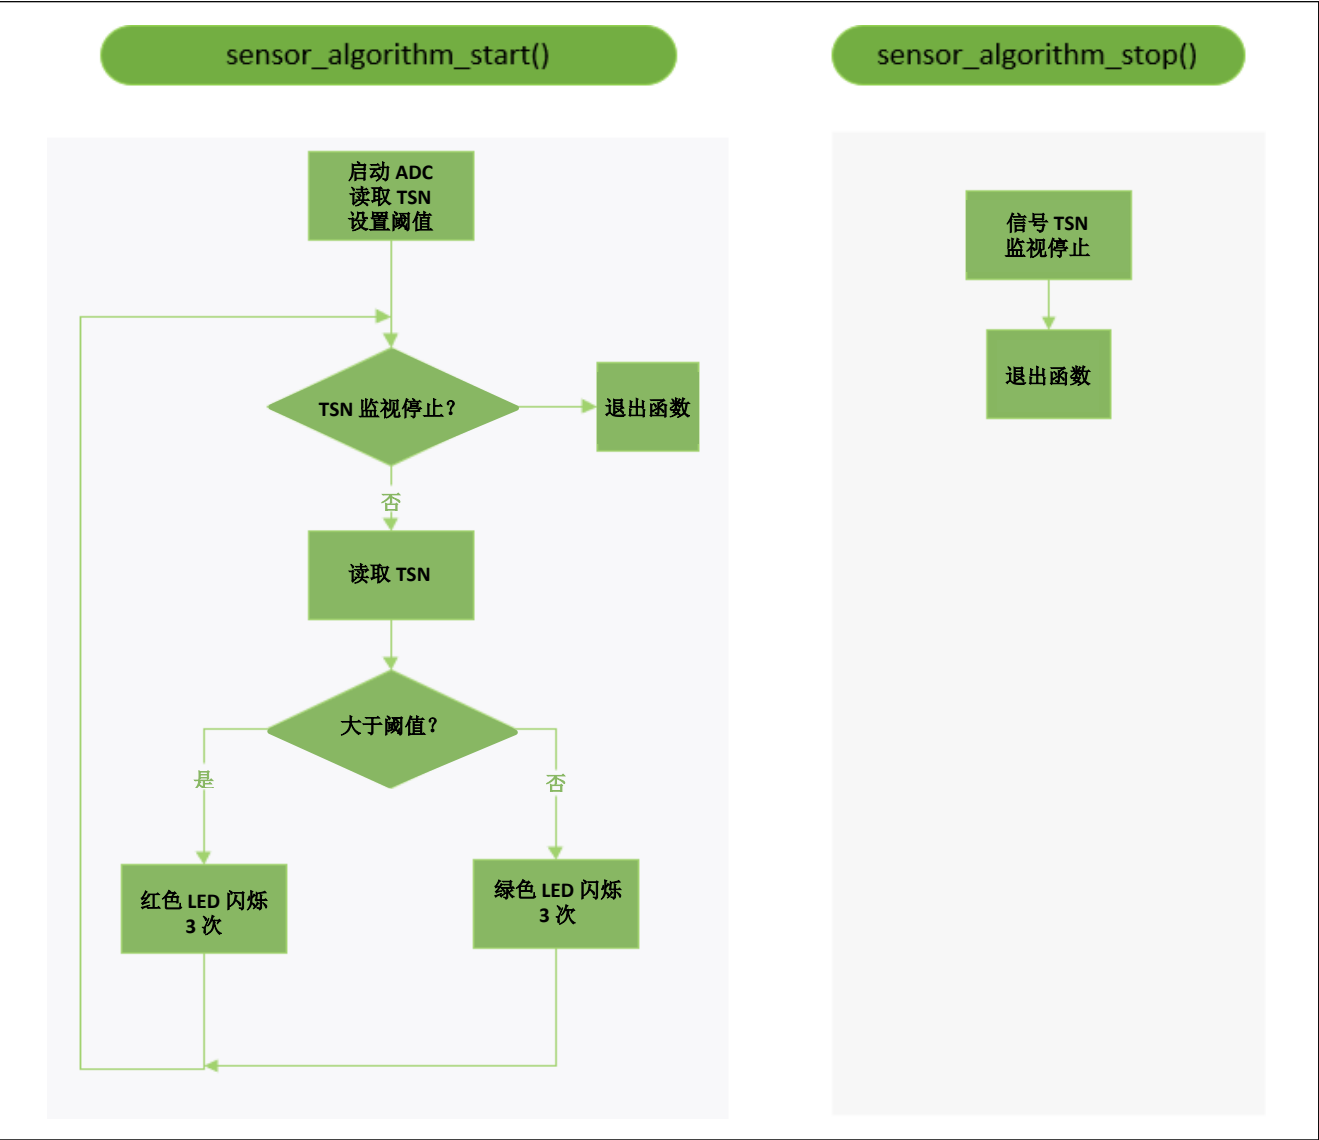 sensor_algorithm_start()
启动 ADC
读取 TSN
设置阈值
TSN 监视停止？
退出函数
否
读取 TSN
大于阈值？
是
否
红色 LED 闪烁
3 次
绿色 LED 闪烁
3 次
sensor_algorithm_stop()
信号 TSN
监视停止
退出函数